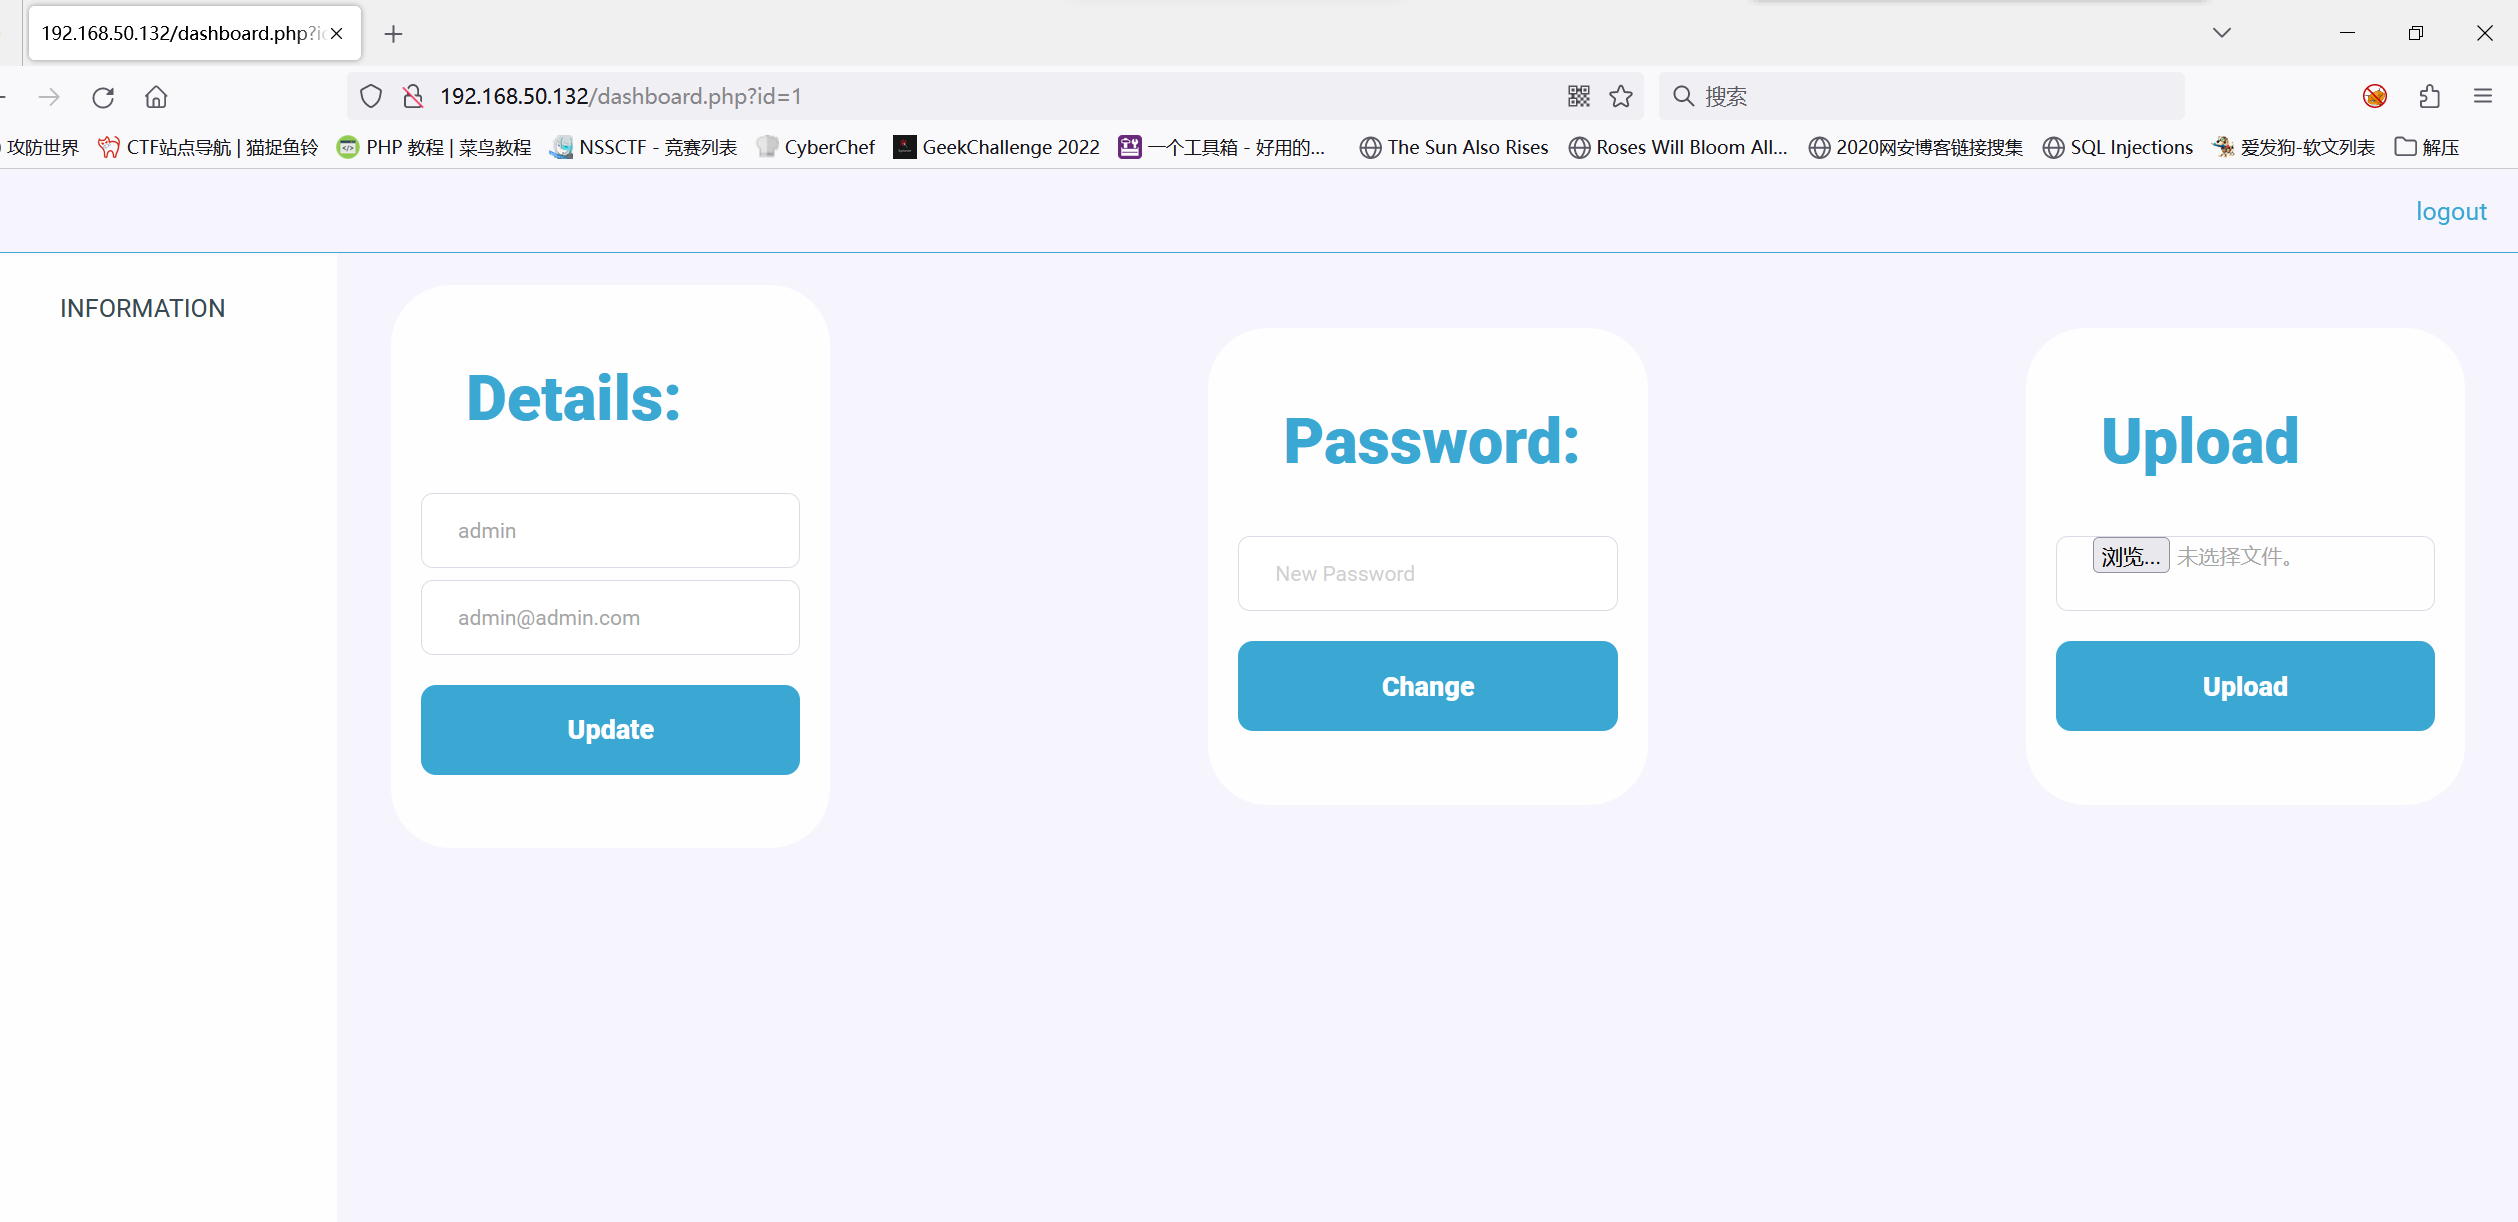 192.168.50.132/dashboard.php?id
192.168.50.132/dashboard.php?id=1
搜索
攻防世界
CTF站点导航 | 猫捉鱼铃
PHP 教程 | 菜鸟教程
NSSCTF - 竞赛列表
CyberChef
GeekChallenge 2022
一个工具箱 - 好用的...
The Sun Also Rises
Roses Will Bloom All...
2020网安博客链接搜集
SQL Injections
爱发狗-软文列表
解压
logout
INFORMATION
Details:
admin
admin@admin.com
Update
Password:
New Password
Change
Upload
浏览... 未选择文件。
Upload